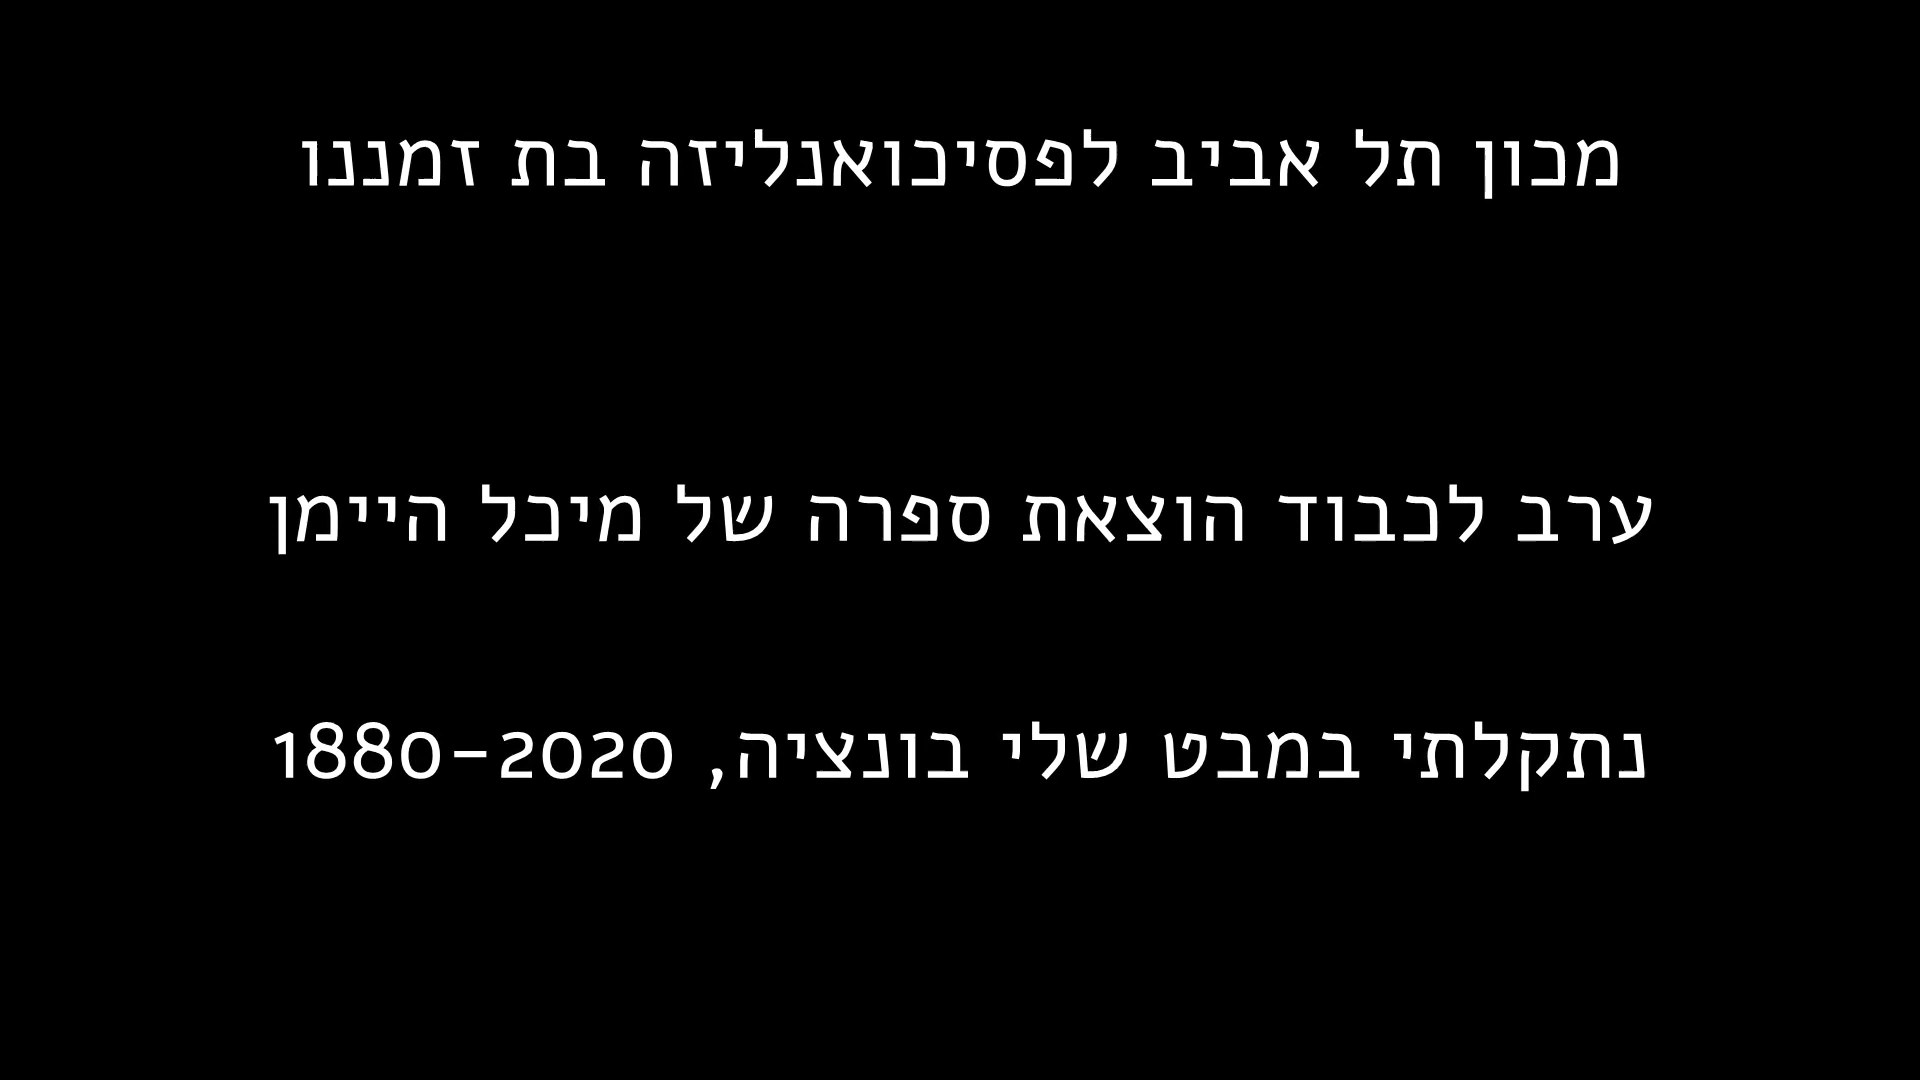 מכון תל אביב לפסיכואנליזה בת זמננו
ערב לכבוד הוצאת ספרה של מיכל היימן
נתקלתי במבט שלי בונציה, 1880–2020